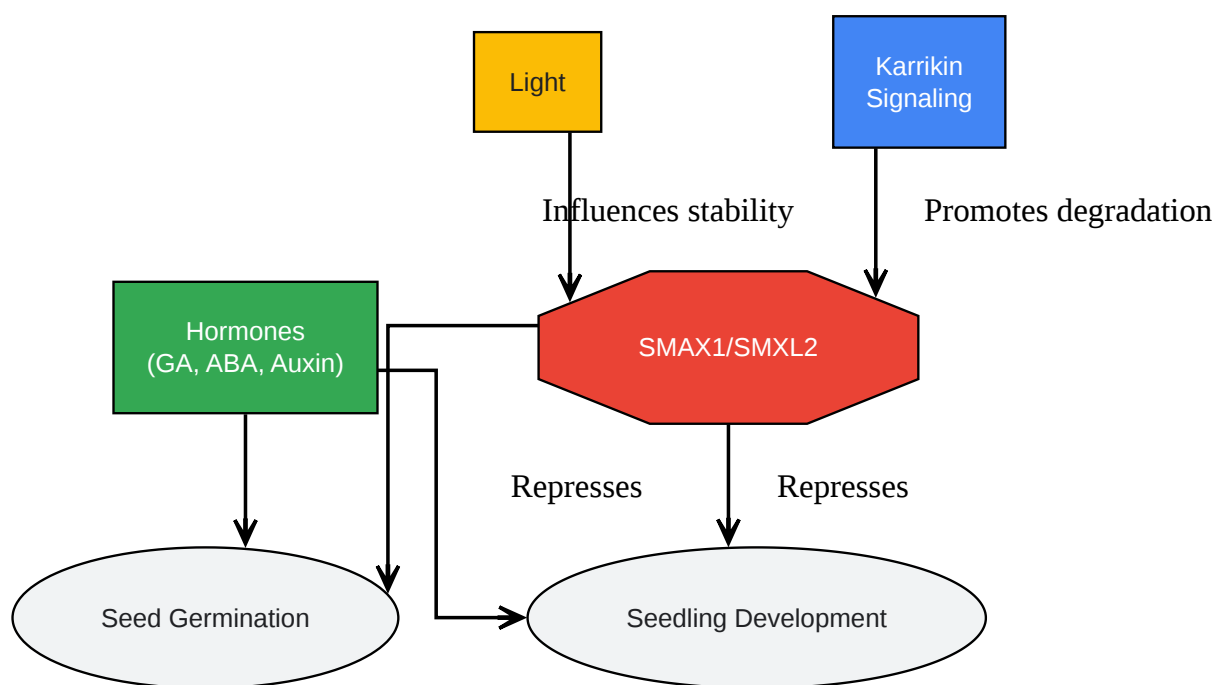 Light
Karrikin
Signaling
Influences stability
Promotes degradation
Hormones
(GA, ABA, Auxin)
SMAX1/SMXL2
Represses
Represses
Seed Germination
Seedling Development